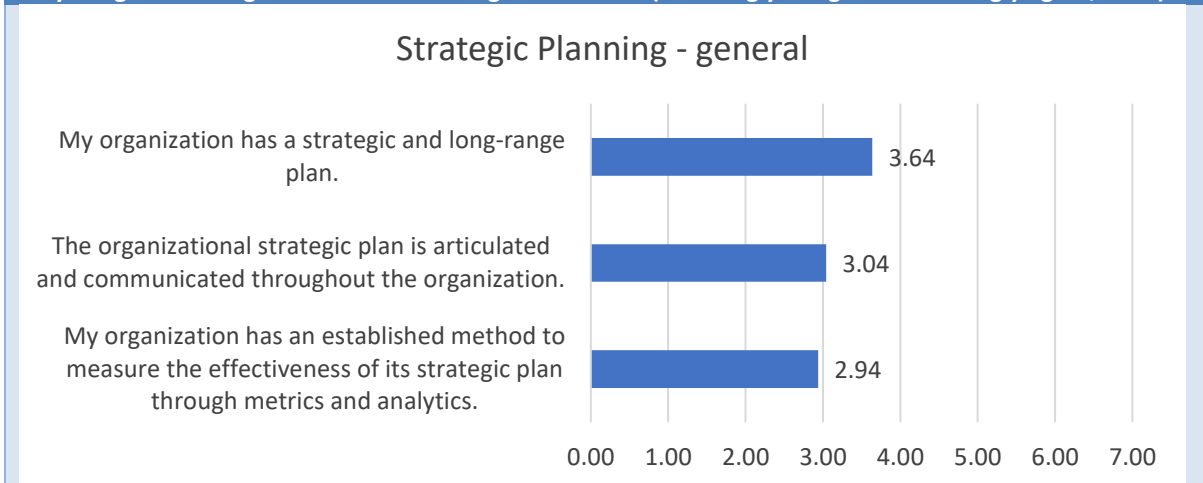 Strategic Planning - general
My organization has a strategic and long-range
plan.
3.64
The organizational strategic plan is articulated
and communicated throughout the organization.
3.04
My organization has an established method to
measure the effectiveness of its strategic plan
through metrics and analytics.
2.94
0.00 1.00 2.00 3.00 4.00 5.00 6.00 7.00